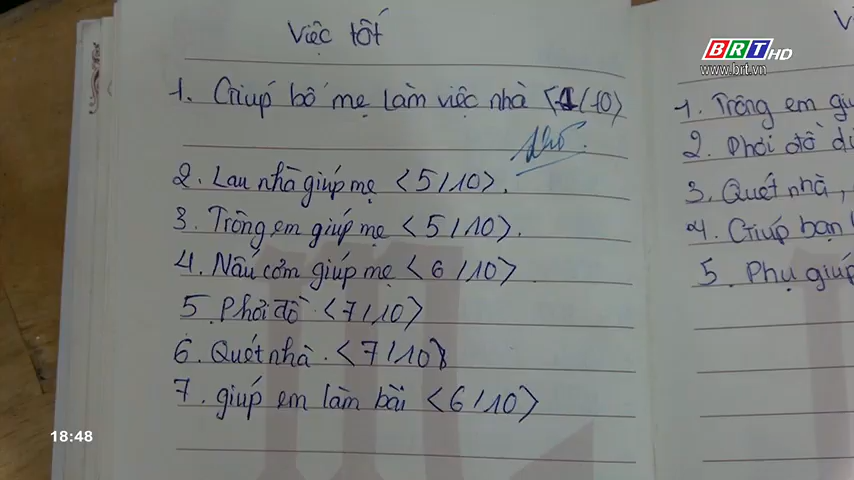 Việc tốt
1. Giúp bố mẹ làm việc nhà <4/10>
2. Lau nhà giúp mẹ <5/10>.
3. Trông em giúp mẹ <5/10>.
4. Nấu cơm giúp mẹ <6/10>
5. Phơi đồ <7/10>
6. Quét nhà. <7/10>
7. giúp em làm bài <6/10>
1. Trông em
2. Phơi đồ
3. Quét nhà,
4. Giúp bạn
5. Phụ giúp
BRT HD
www.brt.vn
18:48